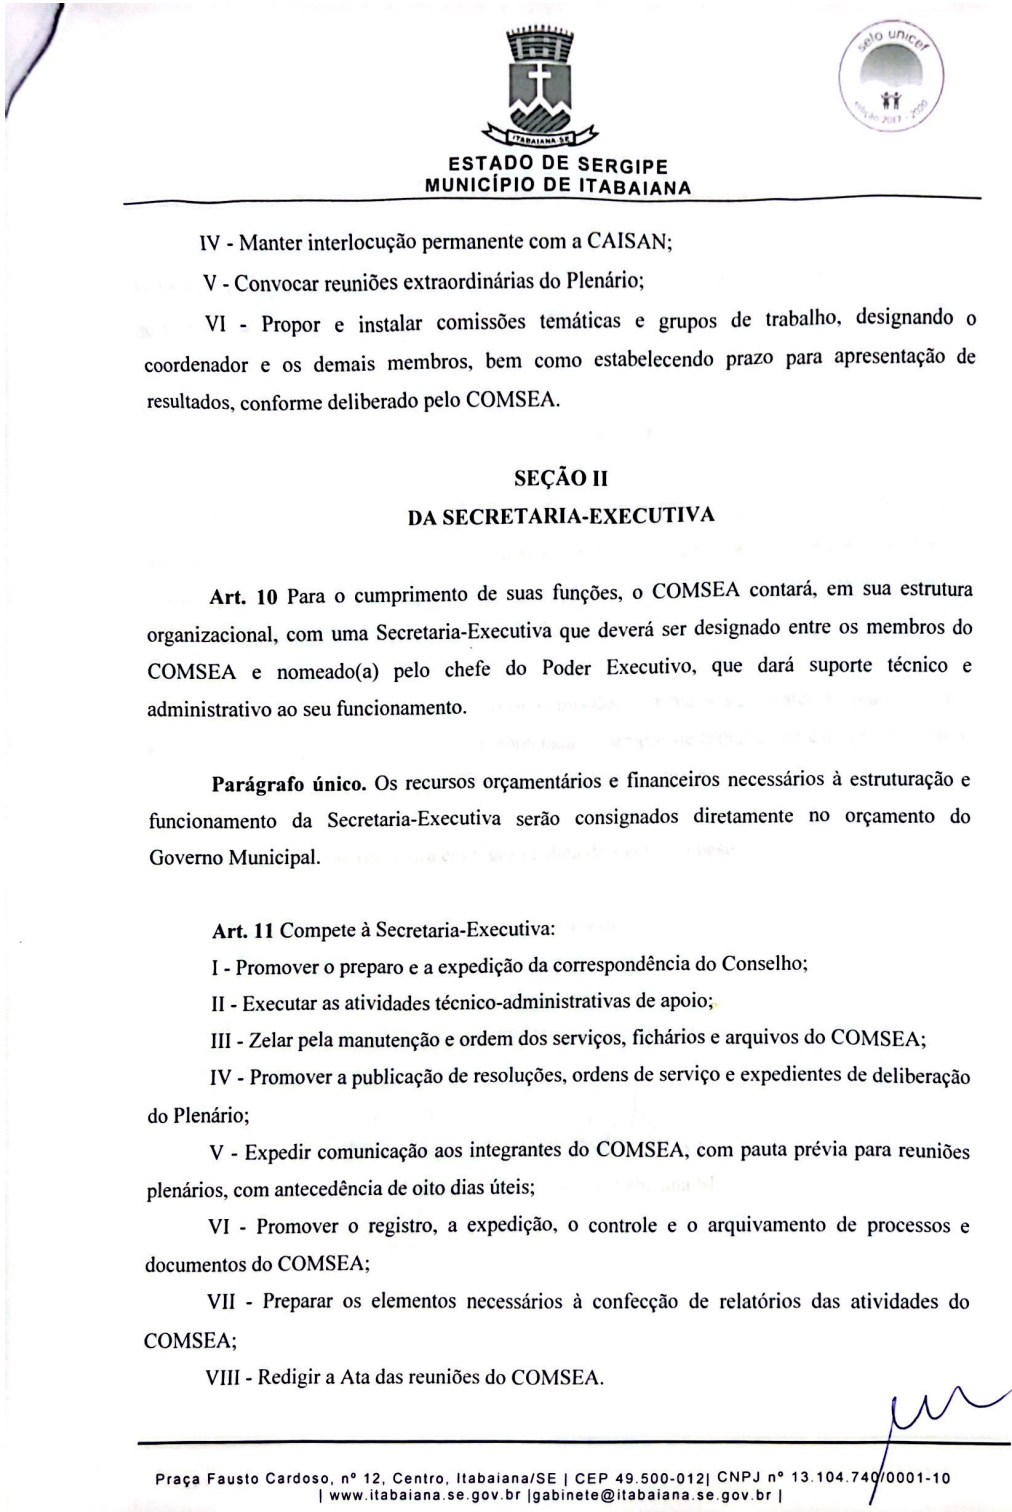 selo unicef
edição 2017 - 2020
ITABAIANA-SE
ESTADO DE SERGIPE
MUNICÍPIO DE ITABAIANA
IV - Manter interlocução permanente com a CAISAN;
V - Convocar reuniões extraordinárias do Plenário;
VI - Propor e instalar comissões temáticas e grupos de trabalho, designando o
coordenador e os demais membros, bem como estabelecendo prazo para apresentação de
resultados, conforme deliberado pelo COMSEA.
SEÇÃO II
DA SECRETARIA-EXECUTIVA
Art. 10 Para o cumprimento de suas funções, o COMSEA contará, em sua estrutura
organizacional, com uma Secretaria-Executiva que deverá ser designado entre os membros do
COMSEA e nomeado(a) pelo chefe do Poder Executivo, que dará suporte técnico e
administrativo ao seu funcionamento.
Parágrafo único. Os recursos orçamentários e financeiros necessários à estruturação e
funcionamento da Secretaria-Executiva serão consignados diretamente no orçamento do
Governo Municipal.
Art. 11 Compete à Secretaria-Executiva:
I - Promover o preparo e a expedição da correspondência do Conselho;
II - Executar as atividades técnico-administrativas de apoio;
III - Zelar pela manutenção e ordem dos serviços, fichários e arquivos do COMSEA;
IV - Promover a publicação de resoluções, ordens de serviço e expedientes de deliberação
do Plenário;
V - Expedir comunicação aos integrantes do COMSEA, com pauta prévia para reuniões
plenários, com antecedência de oito dias úteis;
VI - Promover o registro, a expedição, o controle e o arquivamento de processos e
documentos do COMSEA;
VII - Preparar os elementos necessários à confecção de relatórios das atividades do
COMSEA;
VIII - Redigir a Ata das reuniões do COMSEA.
Praça Fausto Cardoso, nº 12, Centro, Itabaiana/SE | CEP 49.500-012| CNPJ nº 13.104.740/0001-10
| www.itabaiana.se.gov.br |gabinete@itabaiana.se.gov.br |